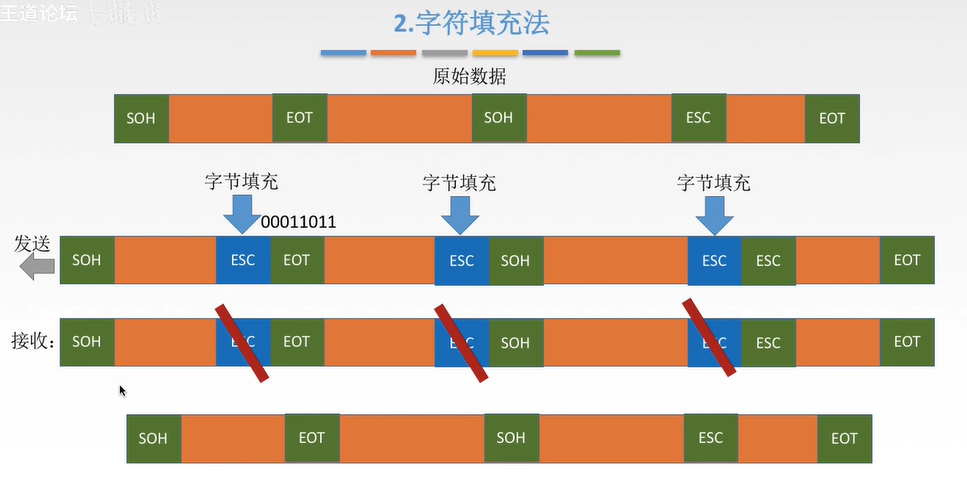 王道论坛
2.字符填充法
原始数据
SOH EOT SOH ESC EOT
字节填充 字节填充 字节填充
00011011
发送
SOH ESC EOT ESC SOH ESC ESC EOT
接收: SOH ESC EOT ESC SOH ESC ESC EOT
SOH EOT SOH ESC EOT